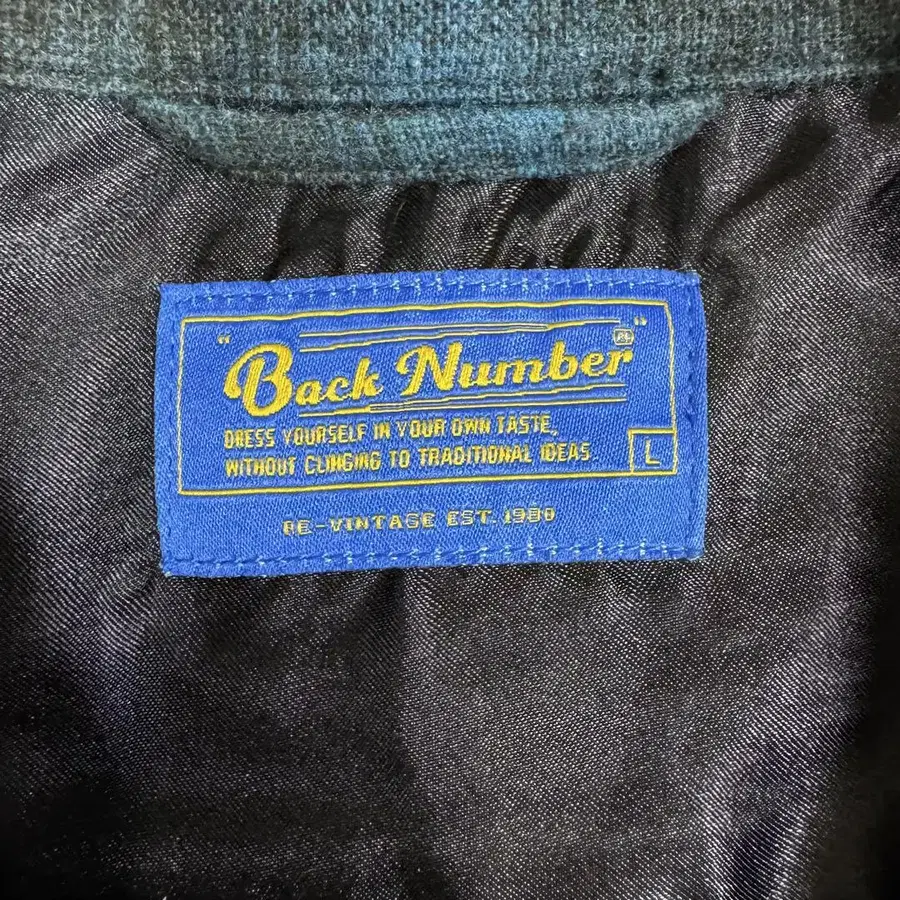 "Back Number"
DRESS YOURSELF IN YOUR OWN TASTE,
WITHOUT CLINGING TO TRADITIONAL IDEAS
L
RE-VINTAGE EST. 1980